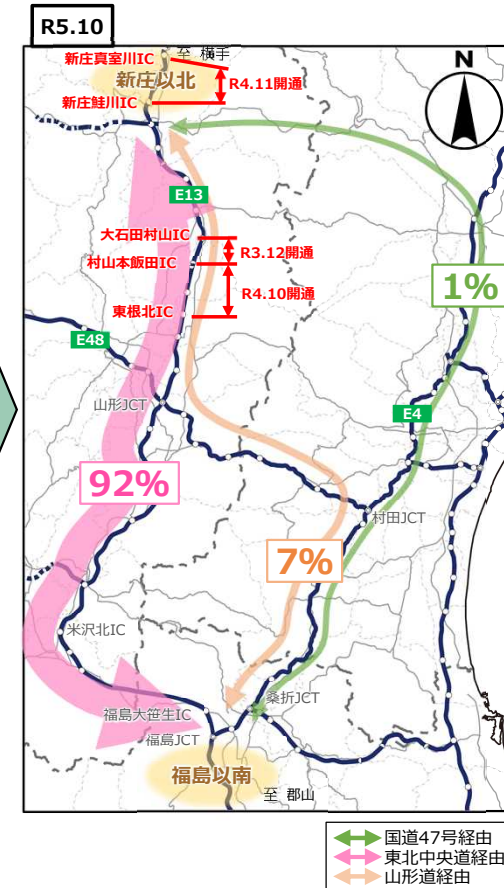 R5.10
至 横手
新庄真室川IC
新庄以北
R4.11開通
新庄鮭川IC
N
E13
大石田村山IC
R3.12開通
村山本飯田IC
R4.10開通
東根北IC
1%
E48
山形JCT
E4
92%
村田JCT
7%
米沢北IC
桑折JCT
福島大笹生IC
福島JCT
福島以南
至 郡山
国道47号経由
東北中央道経由
山形道経由